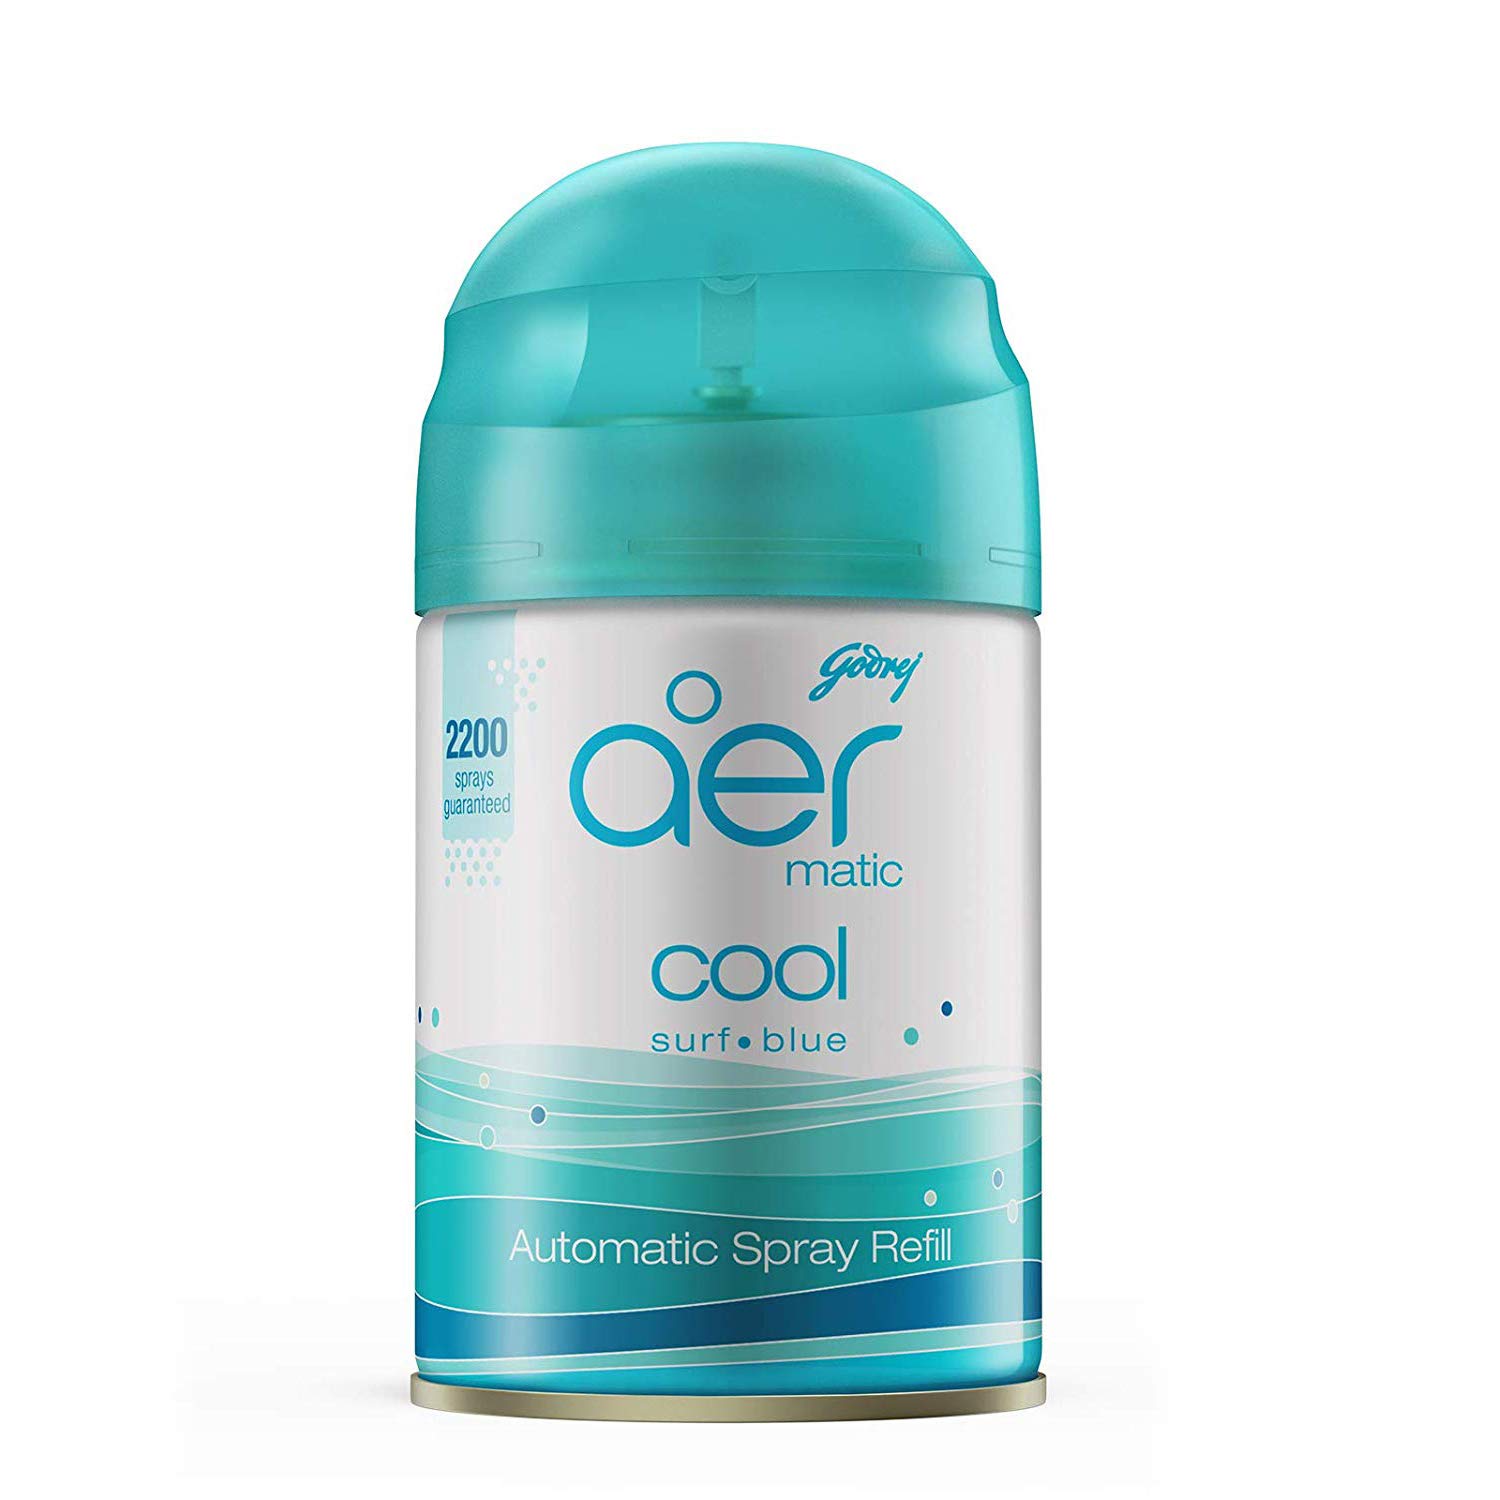 Godrej
aer
matic
2200
sprays
guaranteed
cool
surf • blue
Automatic Spray Refill